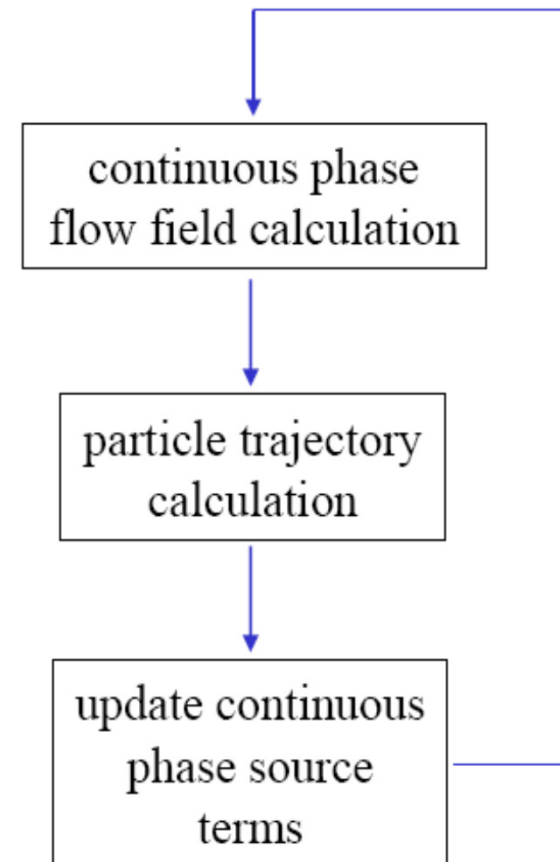 continuous phase
flow field calculation
particle trajectory
calculation
update continuous
phase source
terms